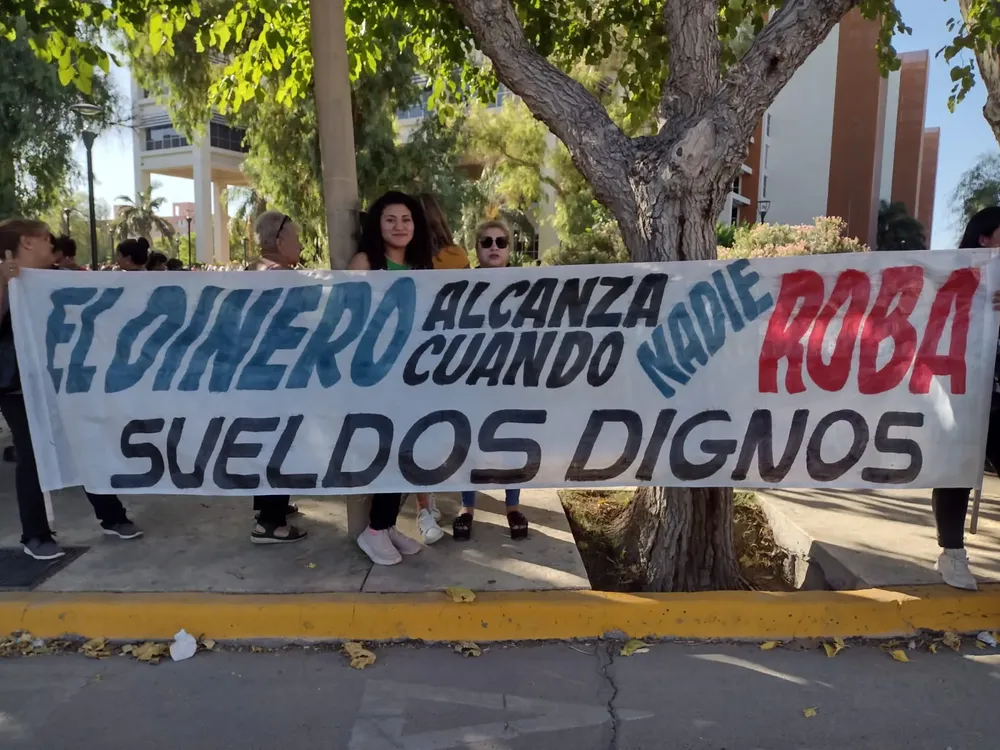 EL DINERO ALCANZA CUANDO NADIE ROBA
SUELDOS DIGNOS